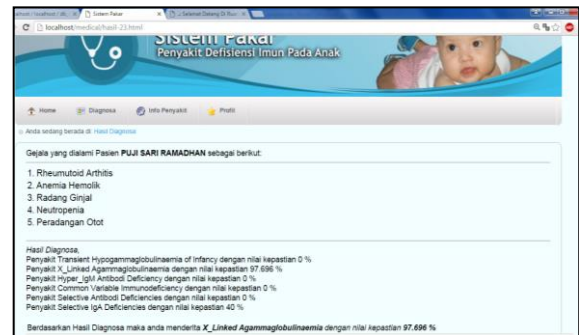 Sistem Pakar
Selamat Datang Di
localhost/medical/hasil-23.html
Sistem Pakar
Penyakit Defisiensi Imun Pada Anak
Home
Diagnosa
Info Penyakit
Profil
Anda sedang berada di: Hasil Diagnosa
Gejala yang dialami Pasien PUJI SARI RAMADHAN sebagai berikut:
1. Rheumutoid Arthitis
2. Anemia Hemolik
3. Radang Ginjal
4. Neutropenia
5. Peradangan Otot
Hasil Diagnosa,
Penyakit Transient Hypogammaglobulinaemia of Infancy dengan nilai kepastian 0 %
Penyakit X_Linked Agammaglobulinaemia dengan nilai kepastian 97.696 %
Penyakit Hyper_IgM Antibodi Deficiency dengan nilai kepastian 0 %
Penyakit Common Variable Immunodeficiency dengan nilai kepastian 0 %
Penyakit Selective Antibodi Deficiencies dengan nilai kepastian 0 %
Penyakit Selective IgA Deficiencies dengan nilai kepastian 40 %
Berdasarkan Hasil Diagnosa maka anda menderita X_Linked Agammaglobulinaemia dengan nilai kepastian 97.696 %